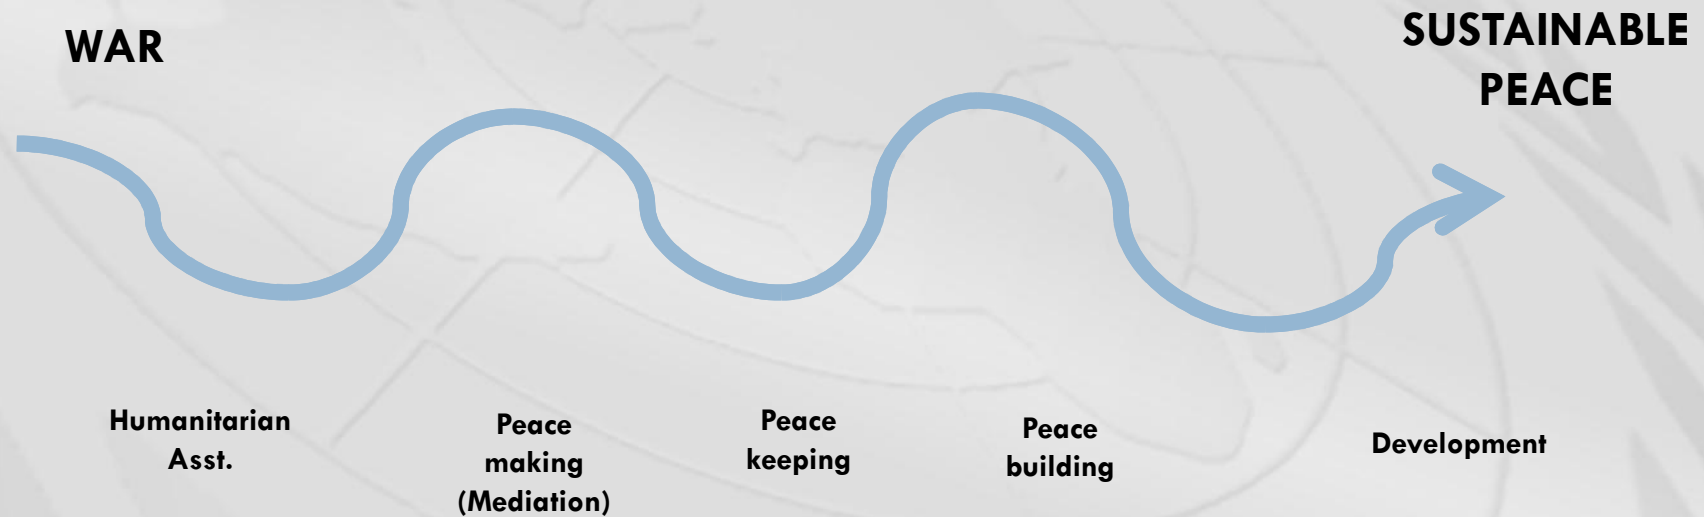 WAR
SUSTAINABLE
PEACE
Humanitarian
Asst.
Peace
making
(Mediation)
Peace
keeping
Peace
building
Development